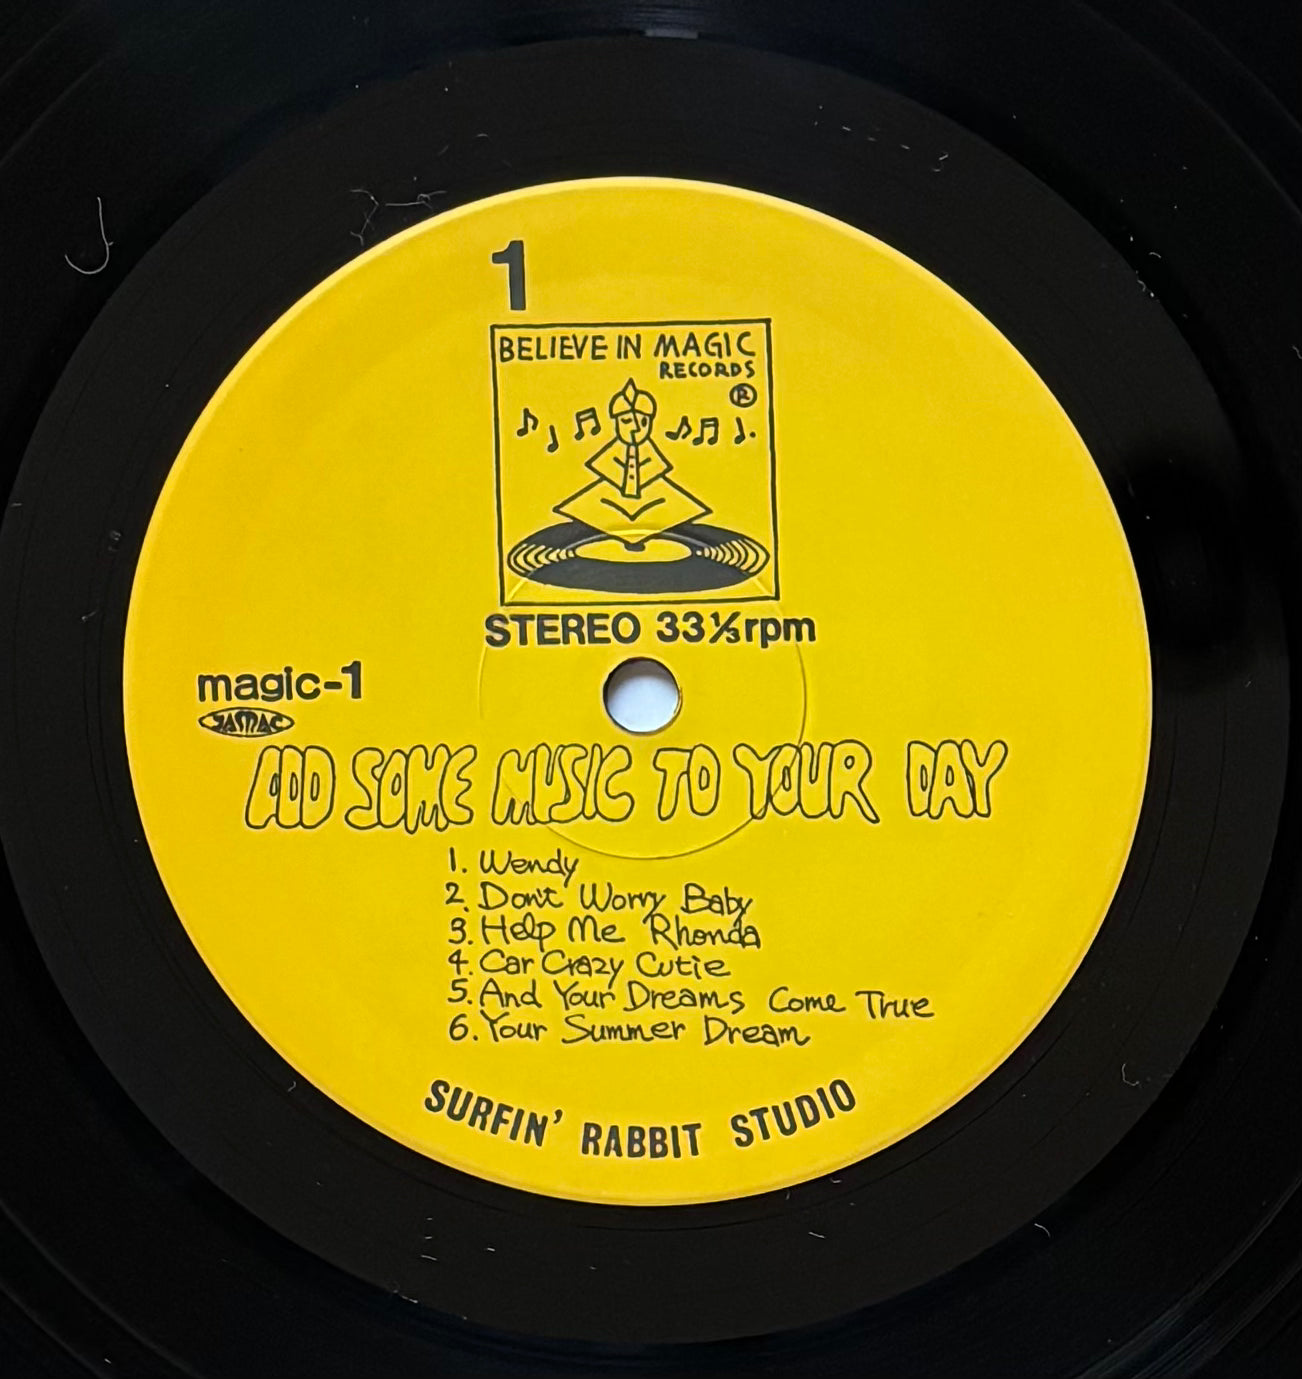 1
BELIEVE IN MAGIC
RECORDS
®
STEREO 33⅓rpm
magic-1
JASRAC
ADD SOME MUSIC TO YOUR DAY
1. Wendy
2. Don't Worry Baby
3. Help Me Rhonda
4. Car Crazy Cutie
5. And Your Dreams Come True
6. Your Summer Dream
SURFIN' RABBIT STUDIO